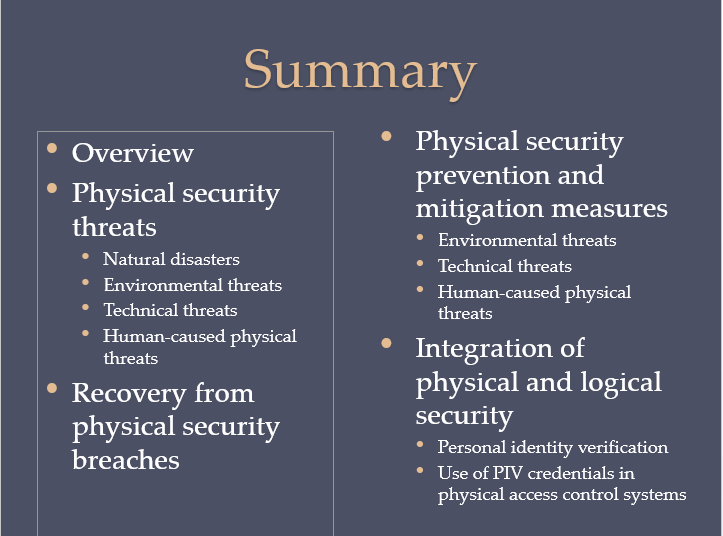 Summary
• Overview
• Physical security
threats
• Natural disasters
• Environmental threats
• Technical threats
• Human-caused physical
threats
• Recovery from
physical security
breaches
• Physical security
prevention and
mitigation measures
• Environmental threats
• Technical threats
• Human-caused physical
threats
• Integration of
physical and logical
security
• Personal identity verification
• Use of PIV credentials in
physical access control systems